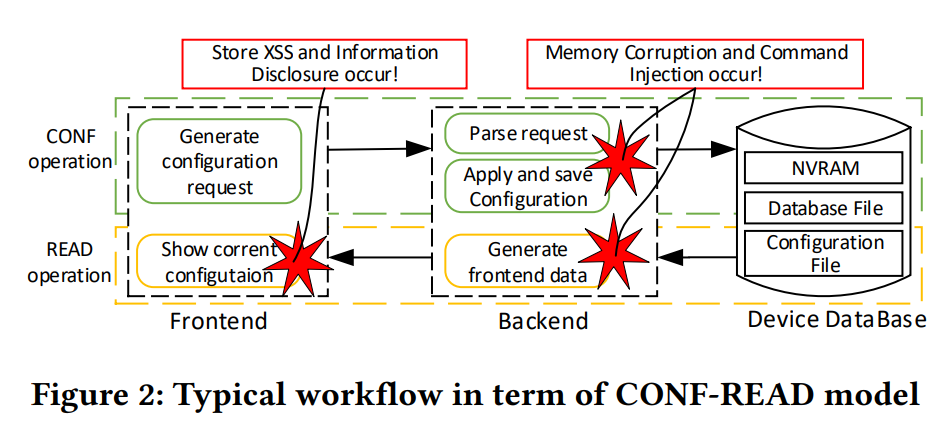 Store XSS and Information
Disclosure occur!
Memory Corruption and Command
Injection occur!
CONF
operation
Generate
configuration
request
Parse request
Apply and save
Configuration
NVRAM
Database File
Configuration
File
READ
operation
Show corrent
configutaion
Generate
frontend data
Frontend
Backend
Device DataBase
Figure 2: Typical workflow in term of CONF-READ model